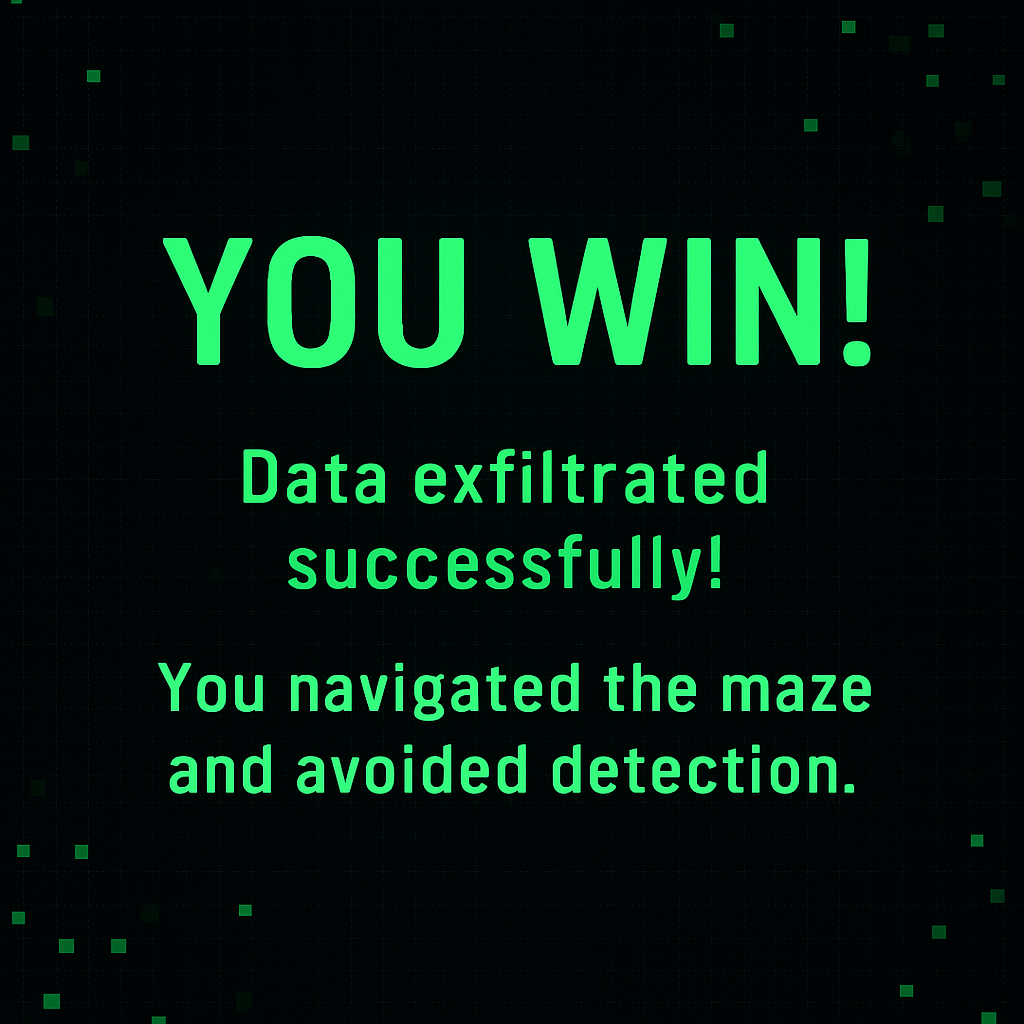 YOU WIN!
Data exfiltrated
successfully!
You navigated the maze
and avoided detection.